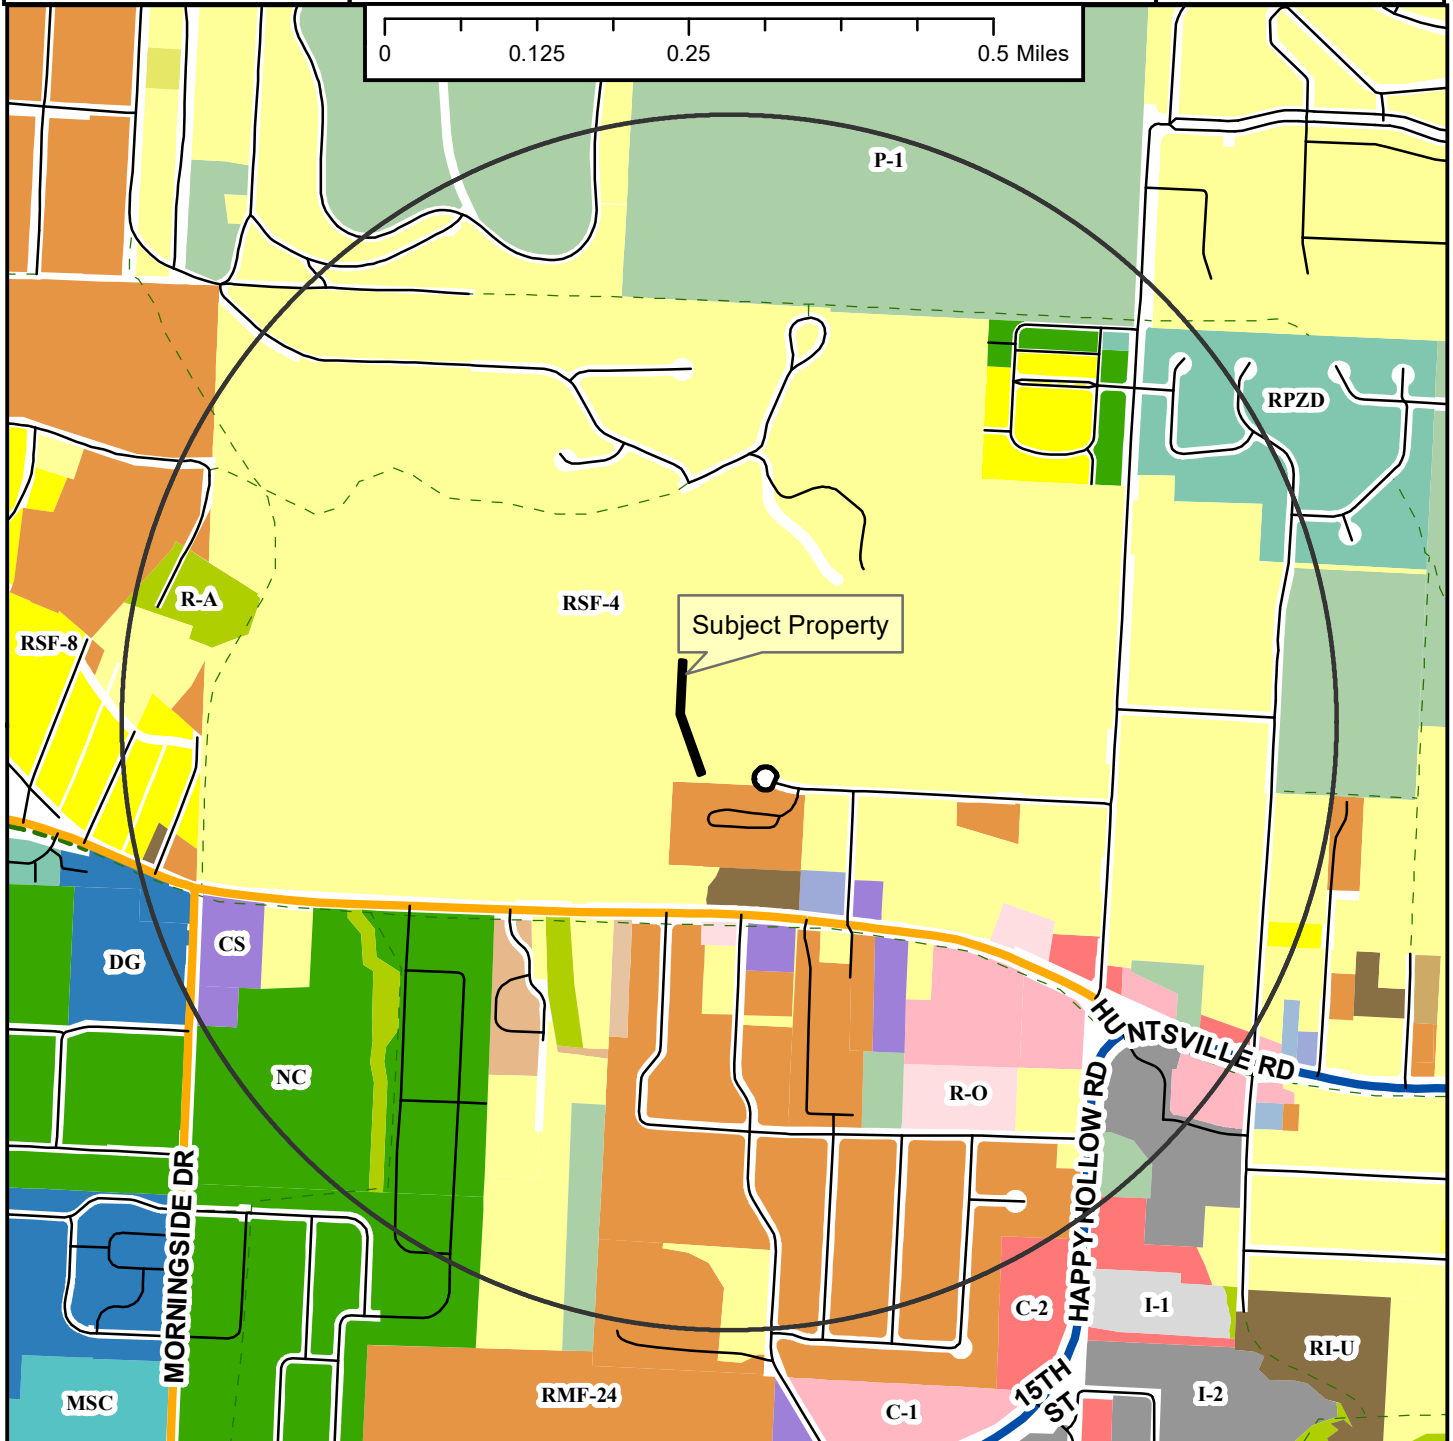 0 0.125 0.25 0.5 Miles
P-1
RPZD
R-A
RSF-4
Subject Property
RSF-8
CS
DG
HUNTSVILLE RD
NC
R-O
HAPPY HOLLOW RD
MORNINGSIDE DR
C-2
I-1
RI-U
15TH ST
RMF-24
I-2
MSC
C-1